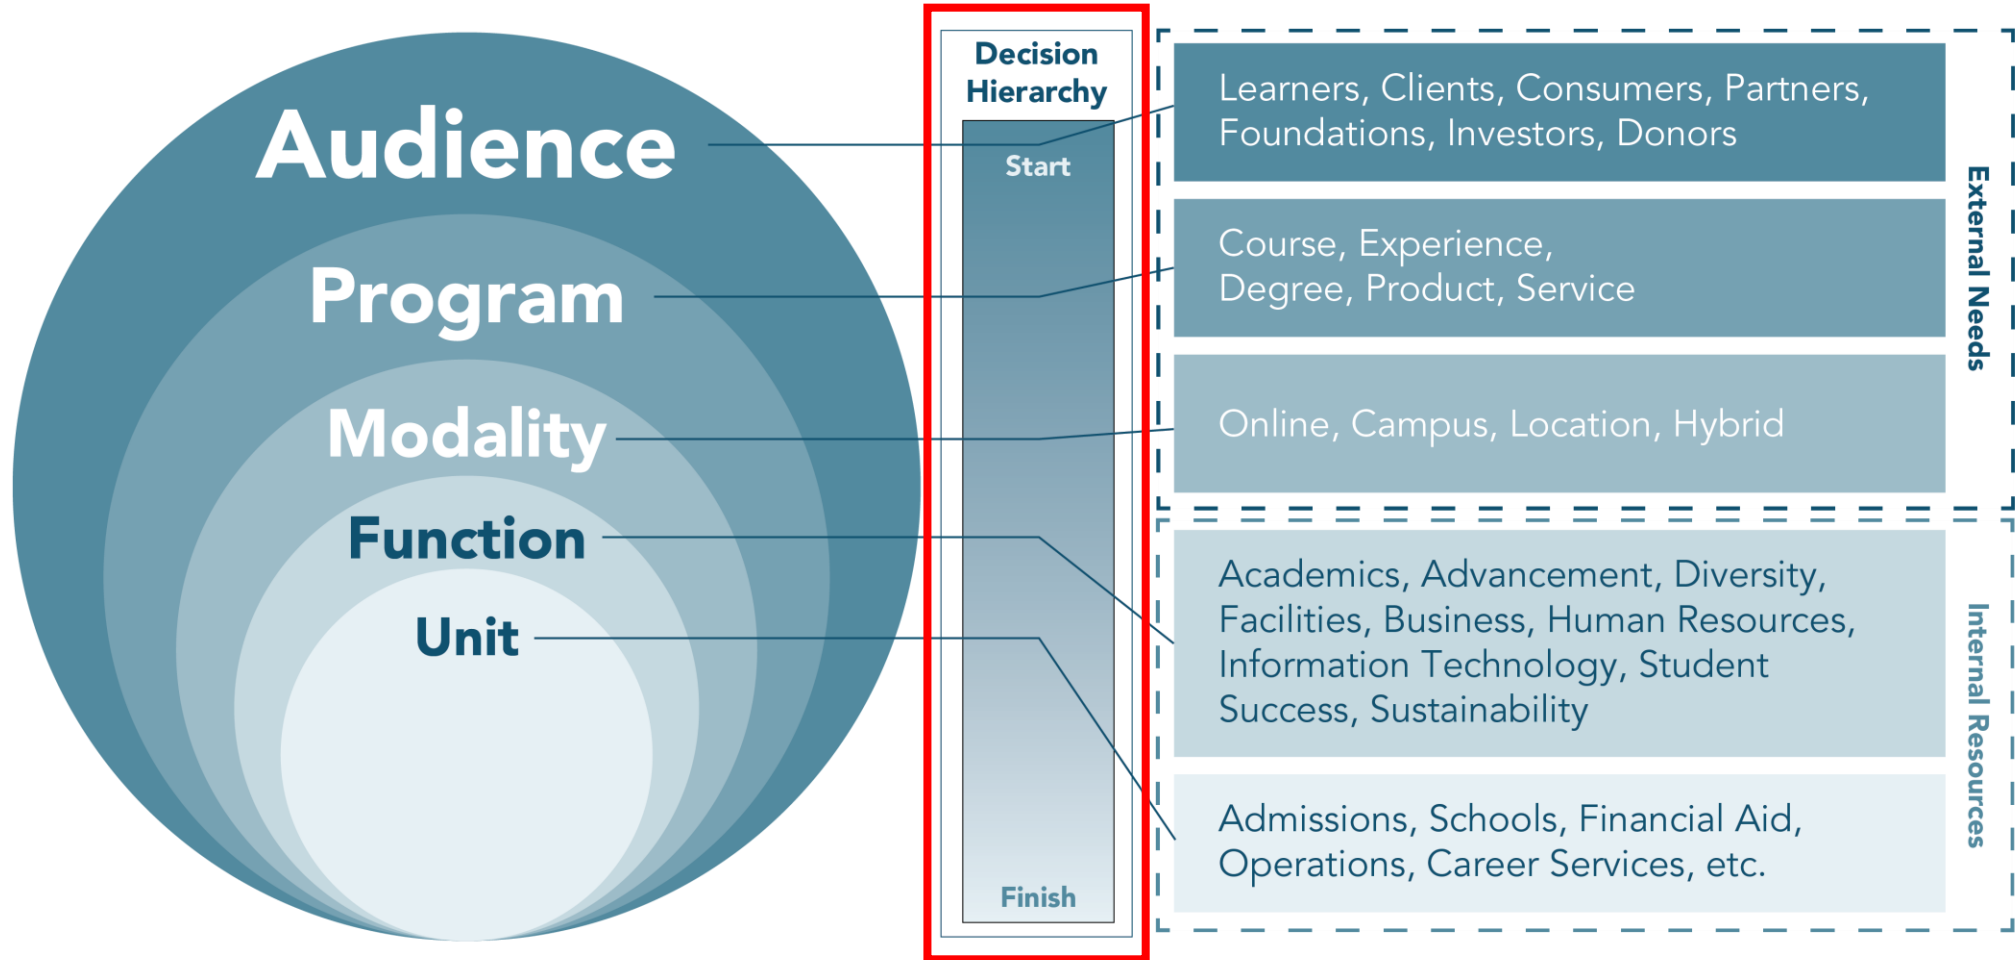 Audience
Program
Modality
Function
Unit
Decision
Hierarchy
Start
Finish
Learners, Clients, Consumers, Partners,
Foundations, Investors, Donors
Course, Experience,
Degree, Product, Service
Online, Campus, Location, Hybrid
External Needs
Academics, Advancement, Diversity,
Facilities, Business, Human Resources,
Information Technology, Student
Success, Sustainability
Admissions, Schools, Financial Aid,
Operations, Career Services, etc.
Internal Resources